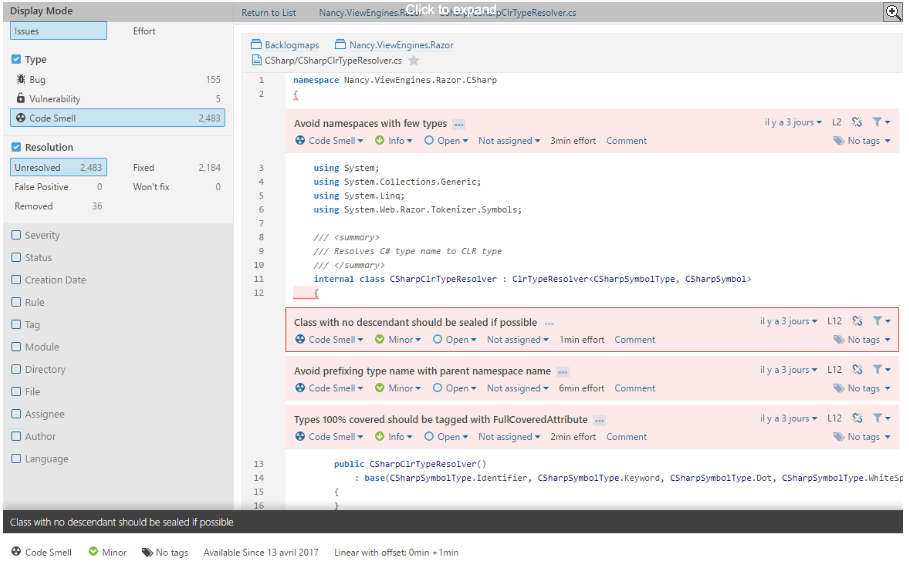 Display Mode
Return to List Nancy.ViewEngines.Razor CSharp/CSharpClrTypeResolver.cs
Click to expand
Issues Effort
Type
Bug 155
Vulnerability 5
Code Smell 2,483
Resolution
Unresolved 2,483 Fixed 2,184
False Positive 0 Won't fix 0
Removed 36
Severity
Status
Creation Date
Rule
Tag
Module
Directory
File
Assignee
Author
Language
Backlogmaps Nancy.ViewEngines.Razor
CSharp/CSharpClrTypeResolver.cs
1 namespace Nancy.ViewEngines.Razor.CSharp
2 {
Avoid namespaces with few types ... il y a 3 jours L2
Code Smell Info Open Not assigned 3min effort Comment No tags
3 using System;
4 using System.Collections.Generic;
5 using System.Linq;
6 using System.Web.Razor.Tokenizer.Symbols;
7
8 /// <summary>
9 /// Resolves C# type name to CLR type
10 /// </summary>
11 internal class CSharpClrTypeResolver : ClrTypeResolver<CSharpSymbolType, CSharpSymbol>
12 {
Class with no descendant should be sealed if possible ... il y a 3 jours L12
Code Smell Minor Open Not assigned 1min effort Comment No tags
Avoid prefixing type name with parent namespace name ... il y a 3 jours L12
Code Smell Minor Open Not assigned 6min effort Comment No tags
Types 100% covered should be tagged with FullCoveredAttribute ... il y a 3 jours L12
Code Smell Info Open Not assigned 2min effort Comment No tags
13 public CSharpClrTypeResolver()
14 : base(CSharpSymbolType.Identifier, CSharpSymbolType.Keyword, CSharpSymbolType.Dot, CSharpSymbolType.WhiteSp
15 {
16 }
Class with no descendant should be sealed if possible
Code Smell Minor No tags Available Since 13 avril 2017 Linear with offset: 0min +1min